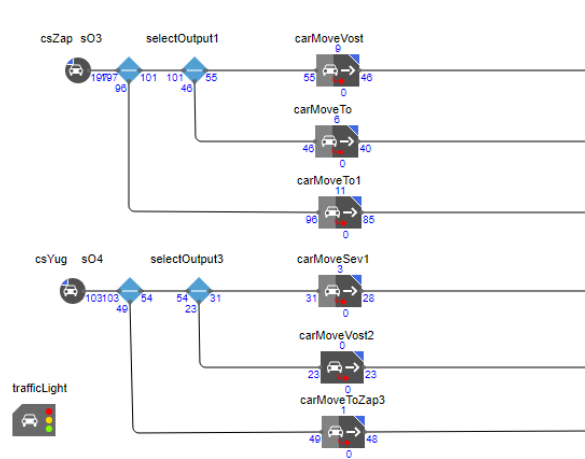 csZap sO3 selectOutput1 carMoveVost
9
197 197 101 101 55 55 46
96 46 0
carMoveTo
6
46 40
0
carMoveTo1
11
96 85
0
csYug sO4 selectOutput3 carMoveSev1
3
103 103 54 54 31 31 28
49 23 0
carMoveVost2
0
23 23
0
carMoveToZap3
1
trafficLight
49 48
0